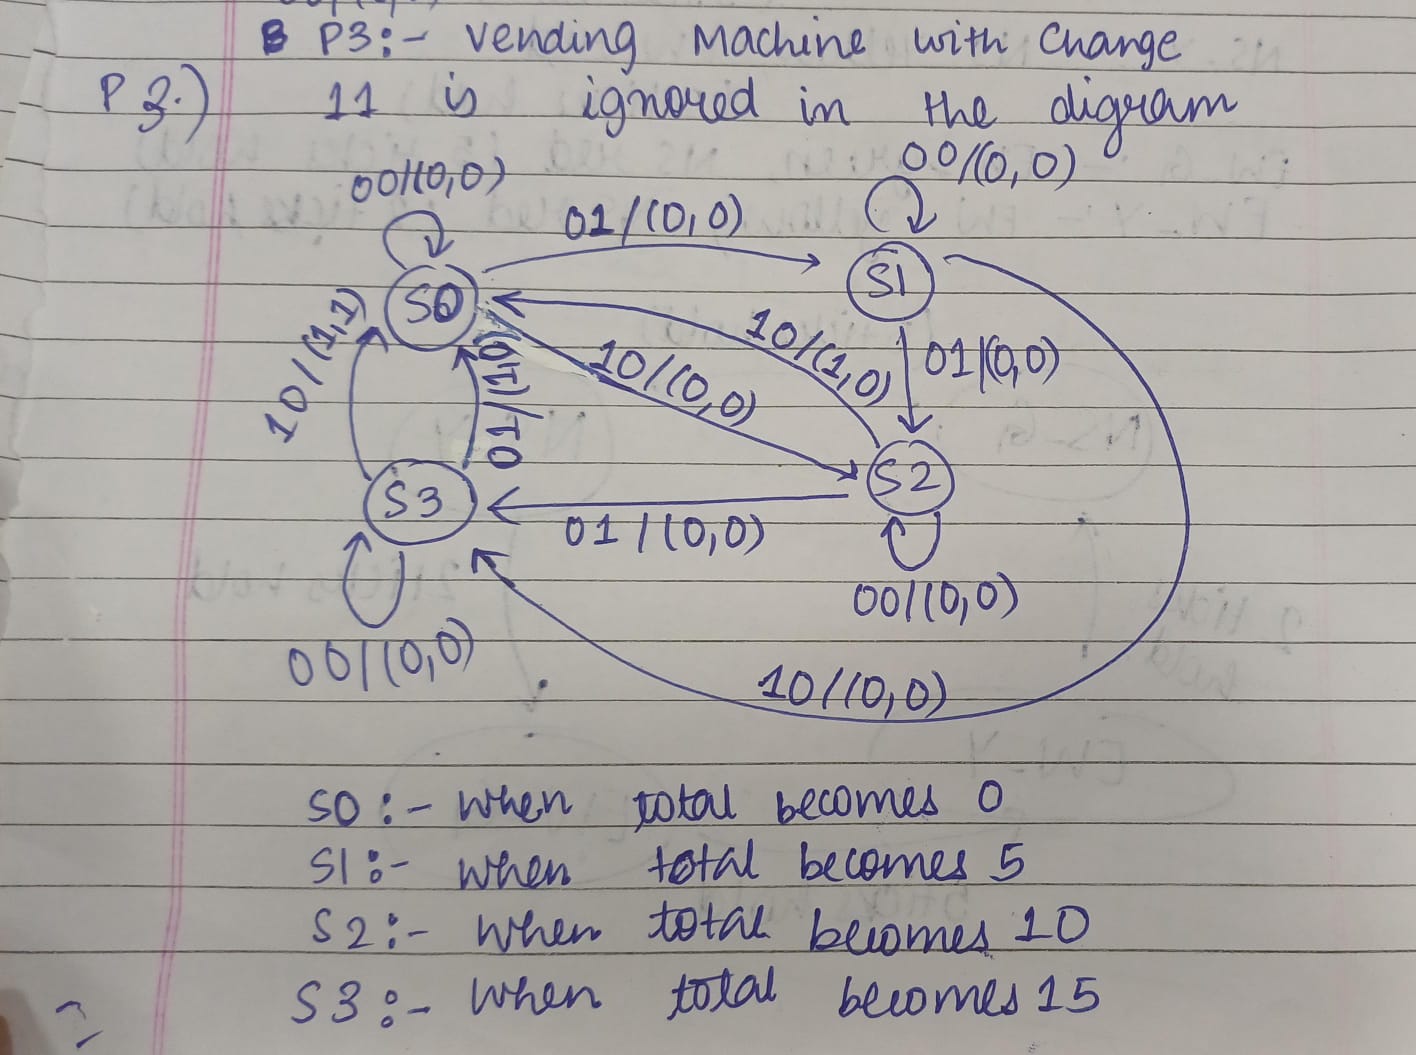 B P3:- Vending Machine with Change
P 3.) 11 is ignored in the digram
00/(0,0)
00/(0,0)
01/(0,0)
S0
S1
10/(1,1)
01/(1,0)
10/(0,0)
10/(1,0)
01/(0,0)
S3
S2
01/(0,0)
00/(0,0)
00/(0,0)
10/(0,0)
S0:- when total becomes 0
S1:- when total becomes 5
S2:- when total becomes 10
S3:- when total becomes 15